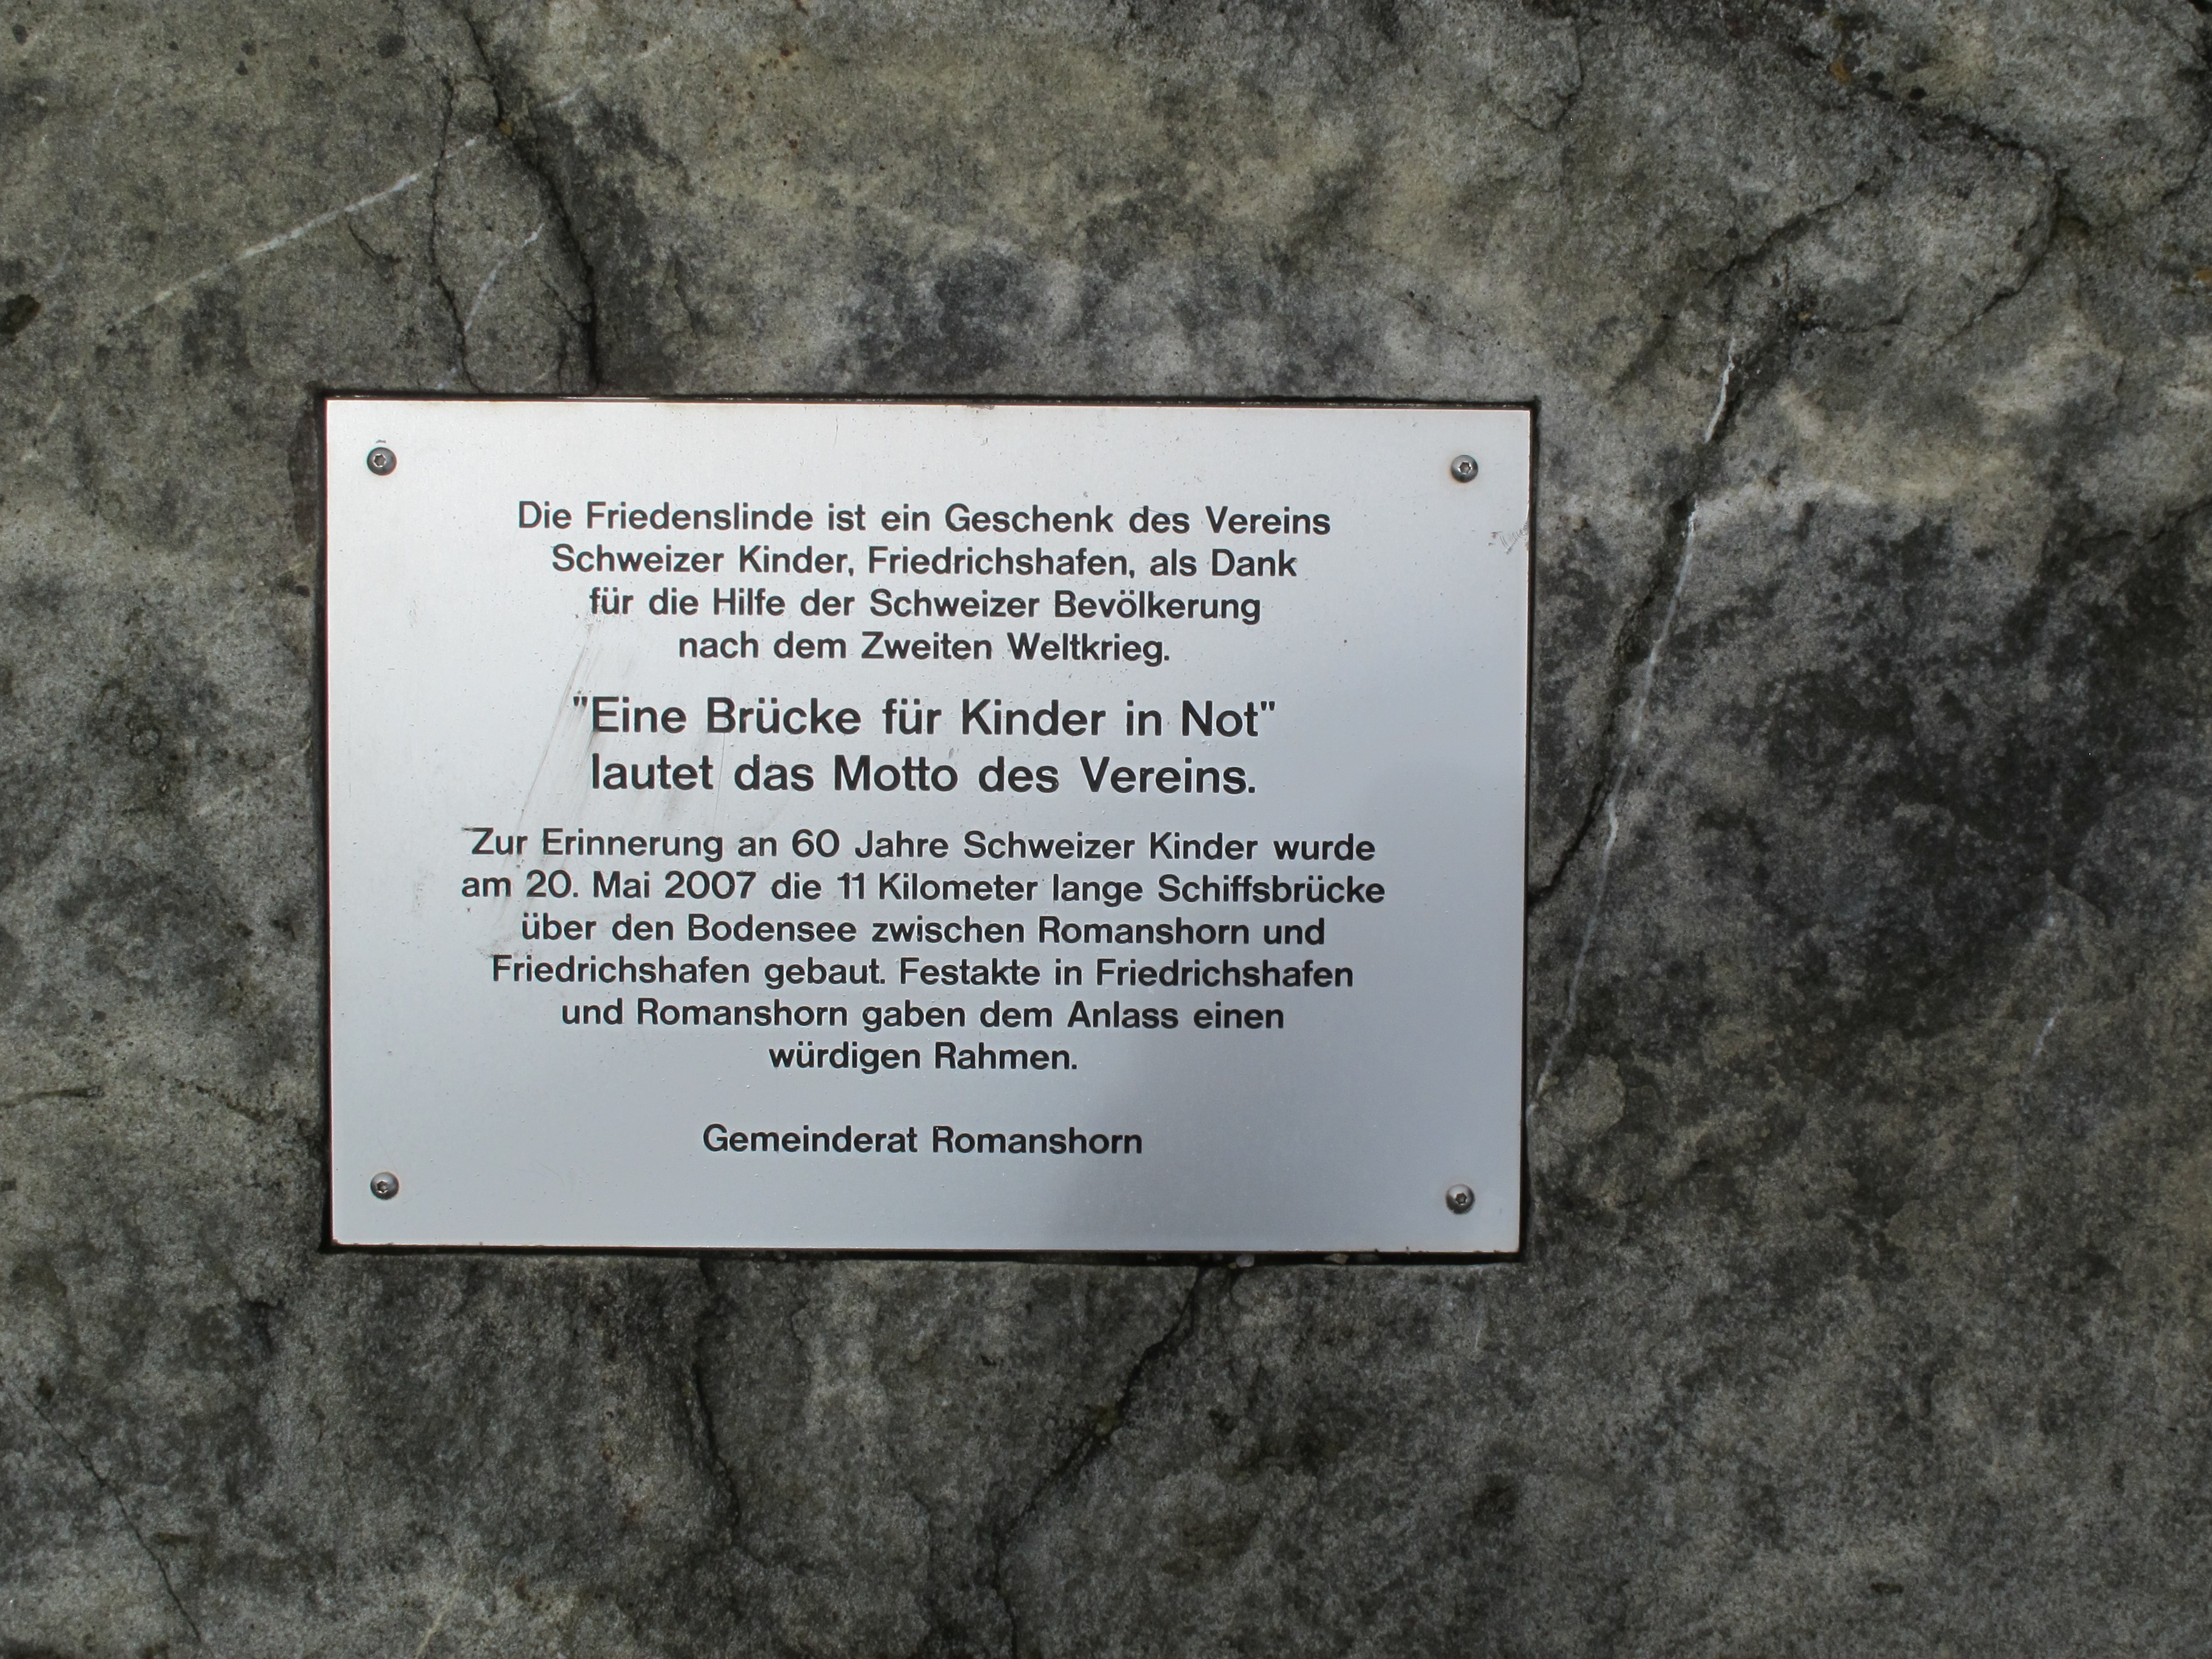 Die Friedenslinde ist ein Geschenk des Vereins
Schweizer Kinder, Friedrichshafen, als Dank
für die Hilfe der Schweizer Bevölkerung
nach dem Zweiten Weltkrieg.
"Eine Brücke für Kinder in Not"
lautet das Motto des Vereins.
Zur Erinnerung an 60 Jahre Schweizer Kinder wurde
am 20. Mai 2007 die 11 Kilometer lange Schiffsbrücke
über den Bodensee zwischen Romanshorn und
Friedrichshafen gebaut. Festakte in Friedrichshafen
und Romanshorn gaben dem Anlass einen
würdigen Rahmen.
Gemeinderat Romanshorn